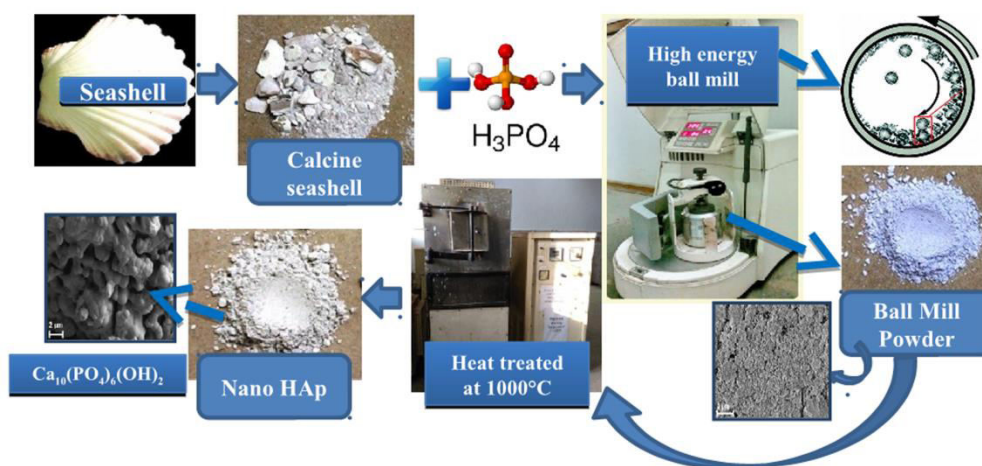 Seashell
Calcine
seashell
H₃PO₄
High energy
ball mill
Ball Mill
Powder
Heat treated
at 1000°C
Nano HAp
2 µm
Ca₁₀(PO₄)₆(OH)₂